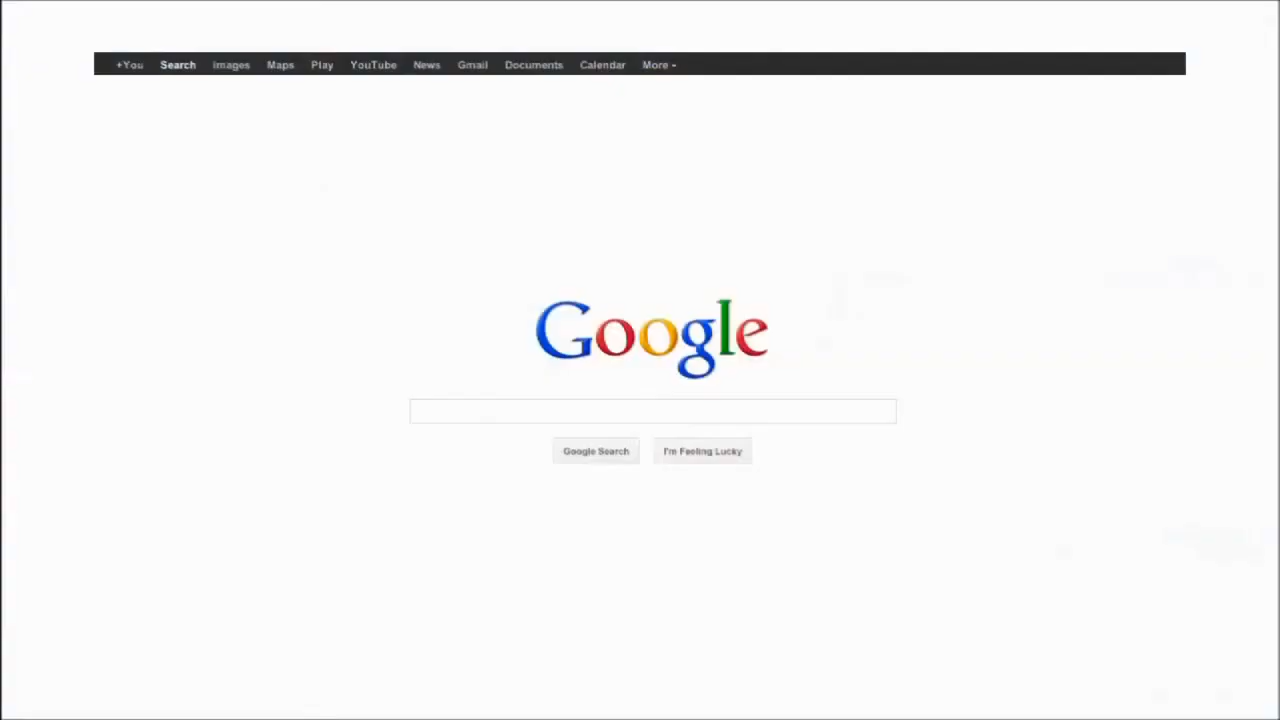 +You Search Images Maps Play YouTube News Gmail Documents Calendar More
Google
Google Search I'm Feeling Lucky